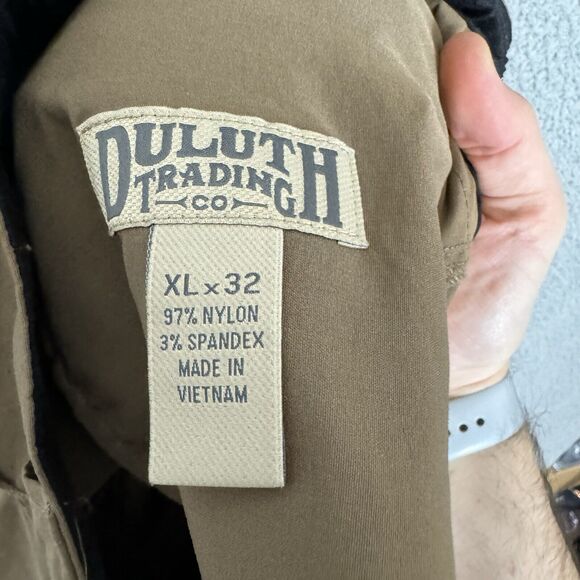 DULUTH
TRADING
CO
XL x 32
97% NYLON
3% SPANDEX
MADE IN
VIETNAM